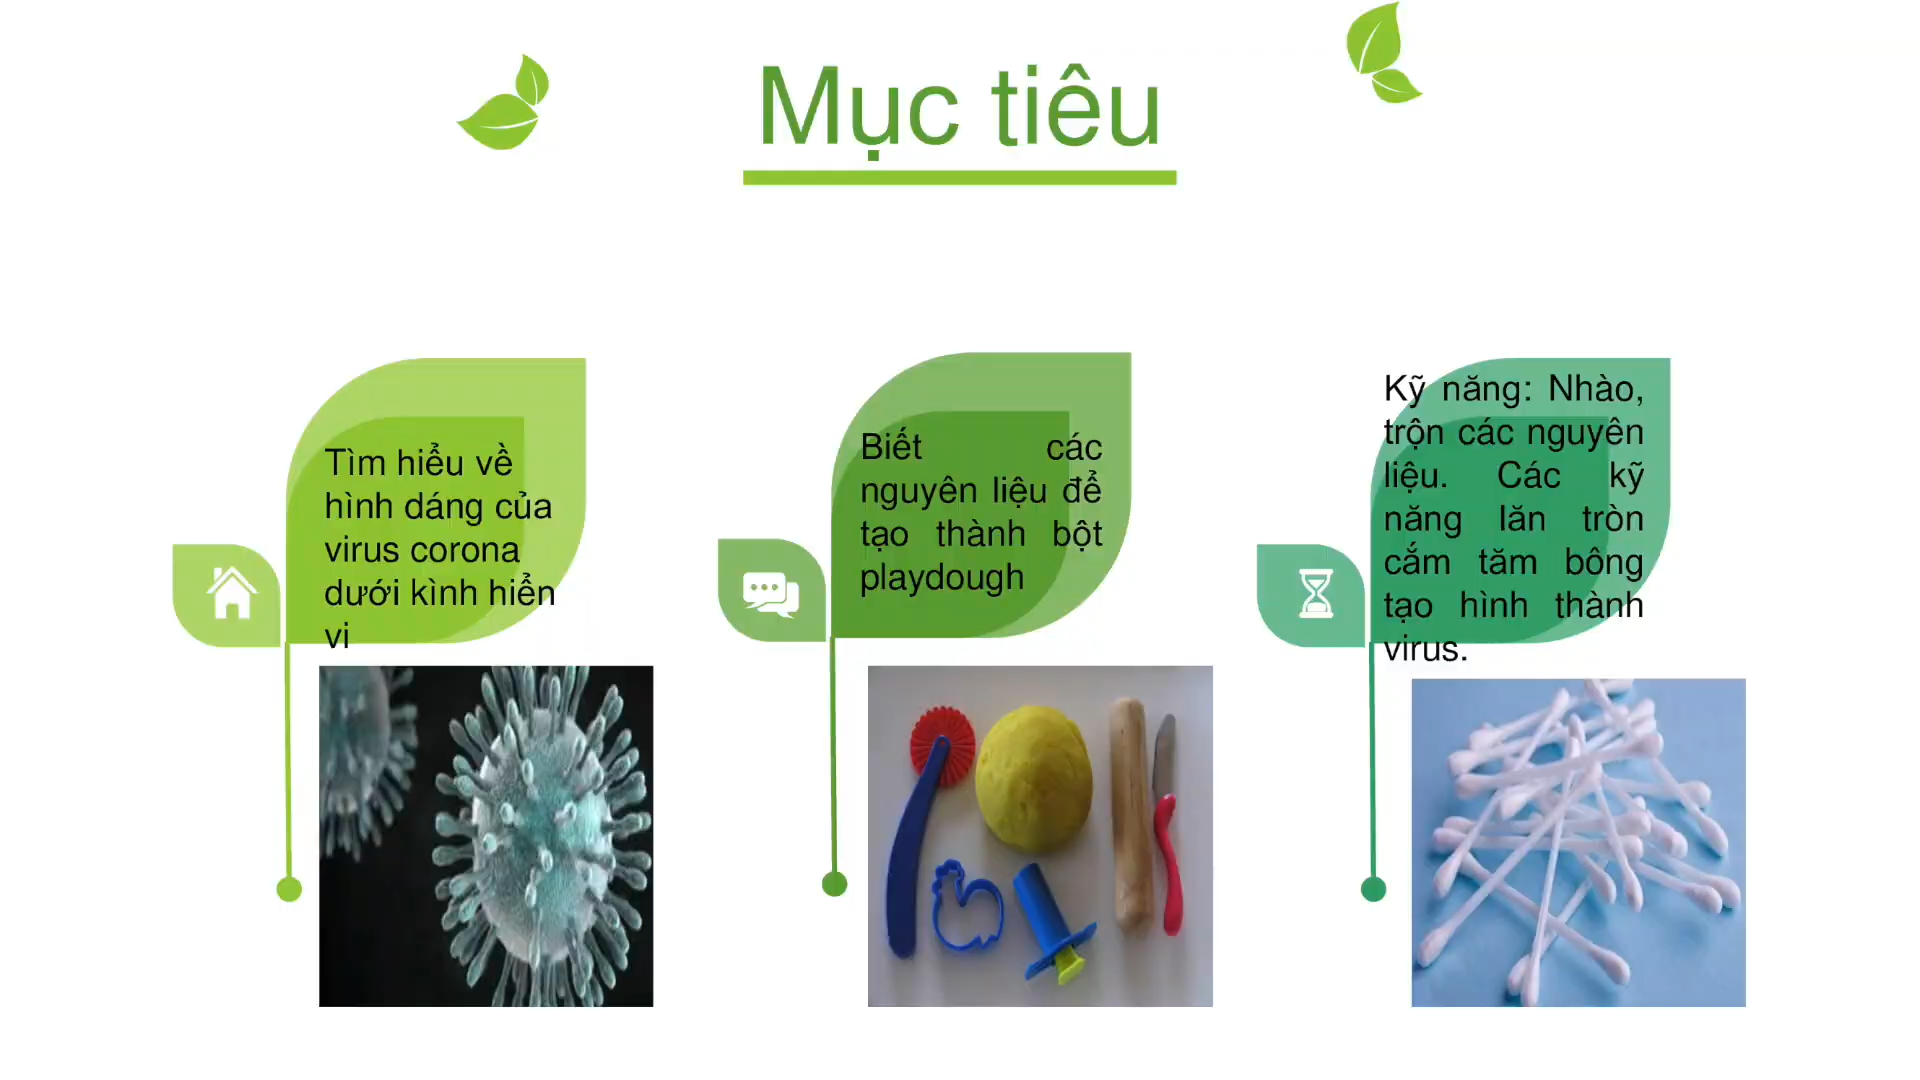 Mục tiêu
Tìm hiểu về
hình dáng của
virus corona
dưới kình hiển
vi
Biết các
nguyên liệu để
tạo thành bột
playdough
Kỹ năng: Nhào,
trộn các nguyên
liệu. Các kỹ
năng lăn tròn
cắm tăm bông
tạo hình thành
virus.